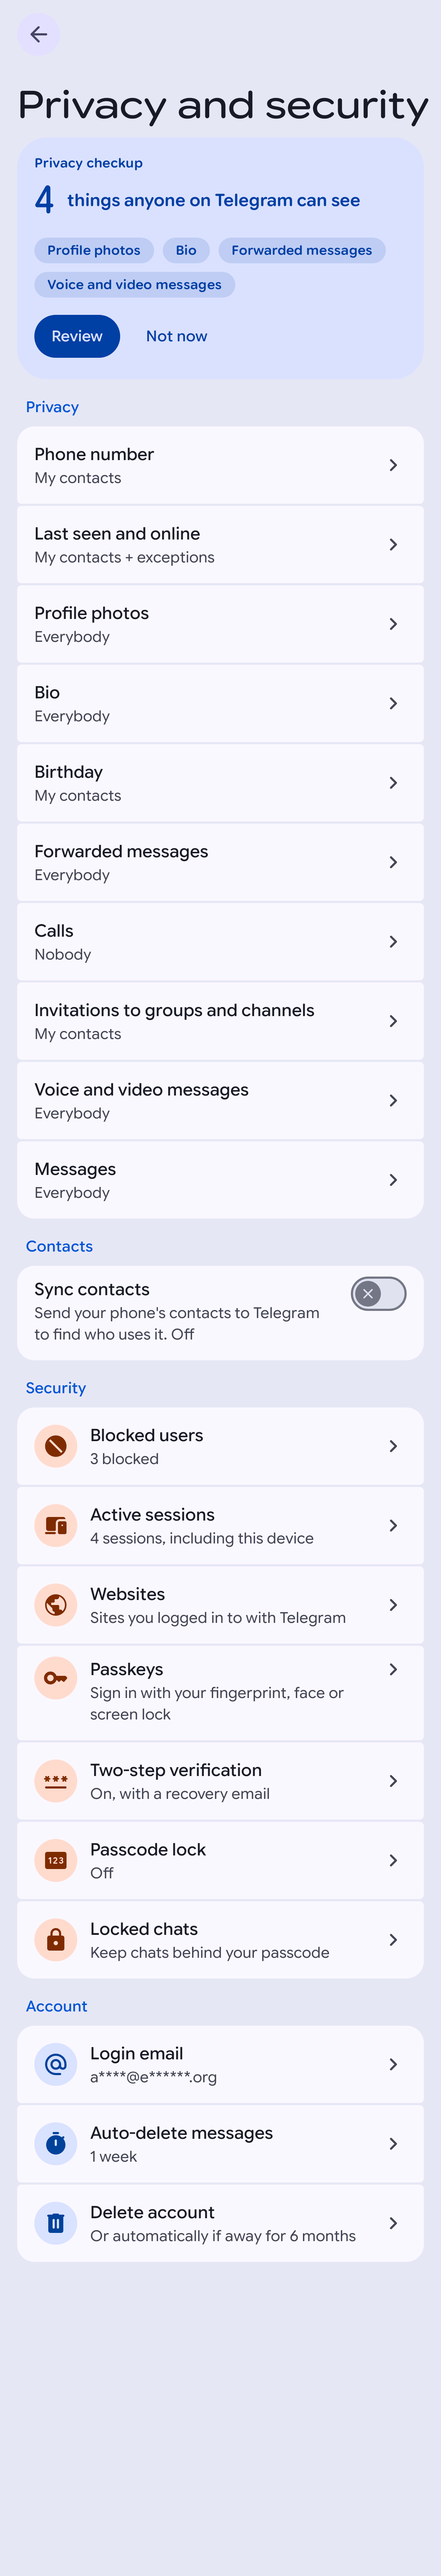 Privacy and security
Privacy checkup
4 things anyone on Telegram can see
Profile photos Bio Forwarded messages
Voice and video messages
Review Not now
Privacy
Phone number
My contacts
Last seen and online
My contacts + exceptions
Profile photos
Everybody
Bio
Everybody
Birthday
My contacts
Forwarded messages
Everybody
Calls
Nobody
Invitations to groups and channels
My contacts
Voice and video messages
Everybody
Messages
Everybody
Contacts
Sync contacts
Send your phone's contacts to Telegram
to find who uses it. Off
Security
Blocked users
3 blocked
Active sessions
4 sessions, including this device
Websites
Sites you logged in to with Telegram
Passkeys
Sign in with your fingerprint, face or
screen lock
Two-step verification
On, with a recovery email
123
Passcode lock
Off
Locked chats
Keep chats behind your passcode
Account
Login email
a****@e******.org
Auto-delete messages
1 week
Delete account
Or automatically if away for 6 months